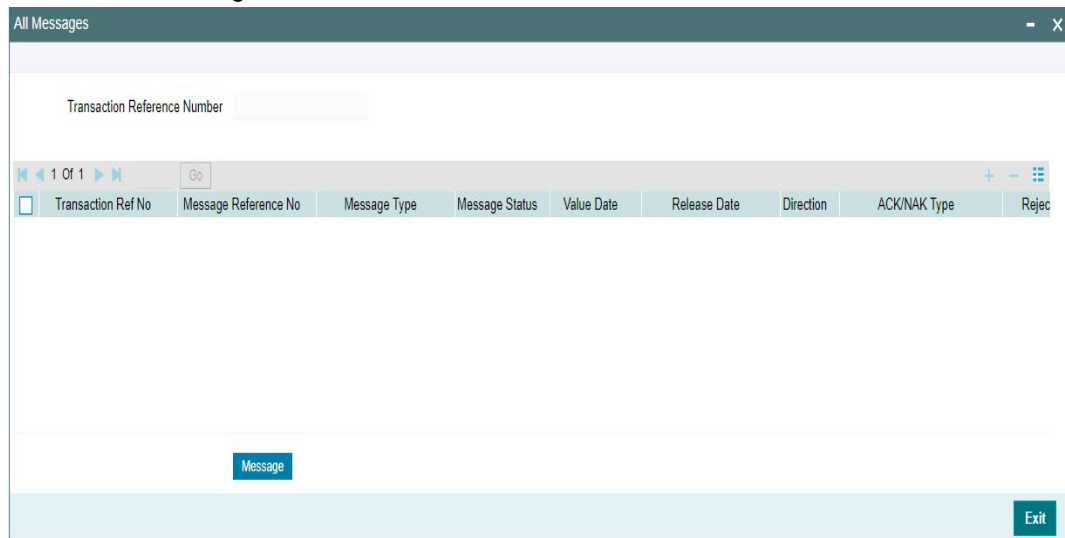 All Messages
Transaction Reference Number
1 Of 1 Go
Transaction Ref No Message Reference No Message Type Message Status Value Date Release Date Direction ACK/NAK Type Rejec
Message
Exit